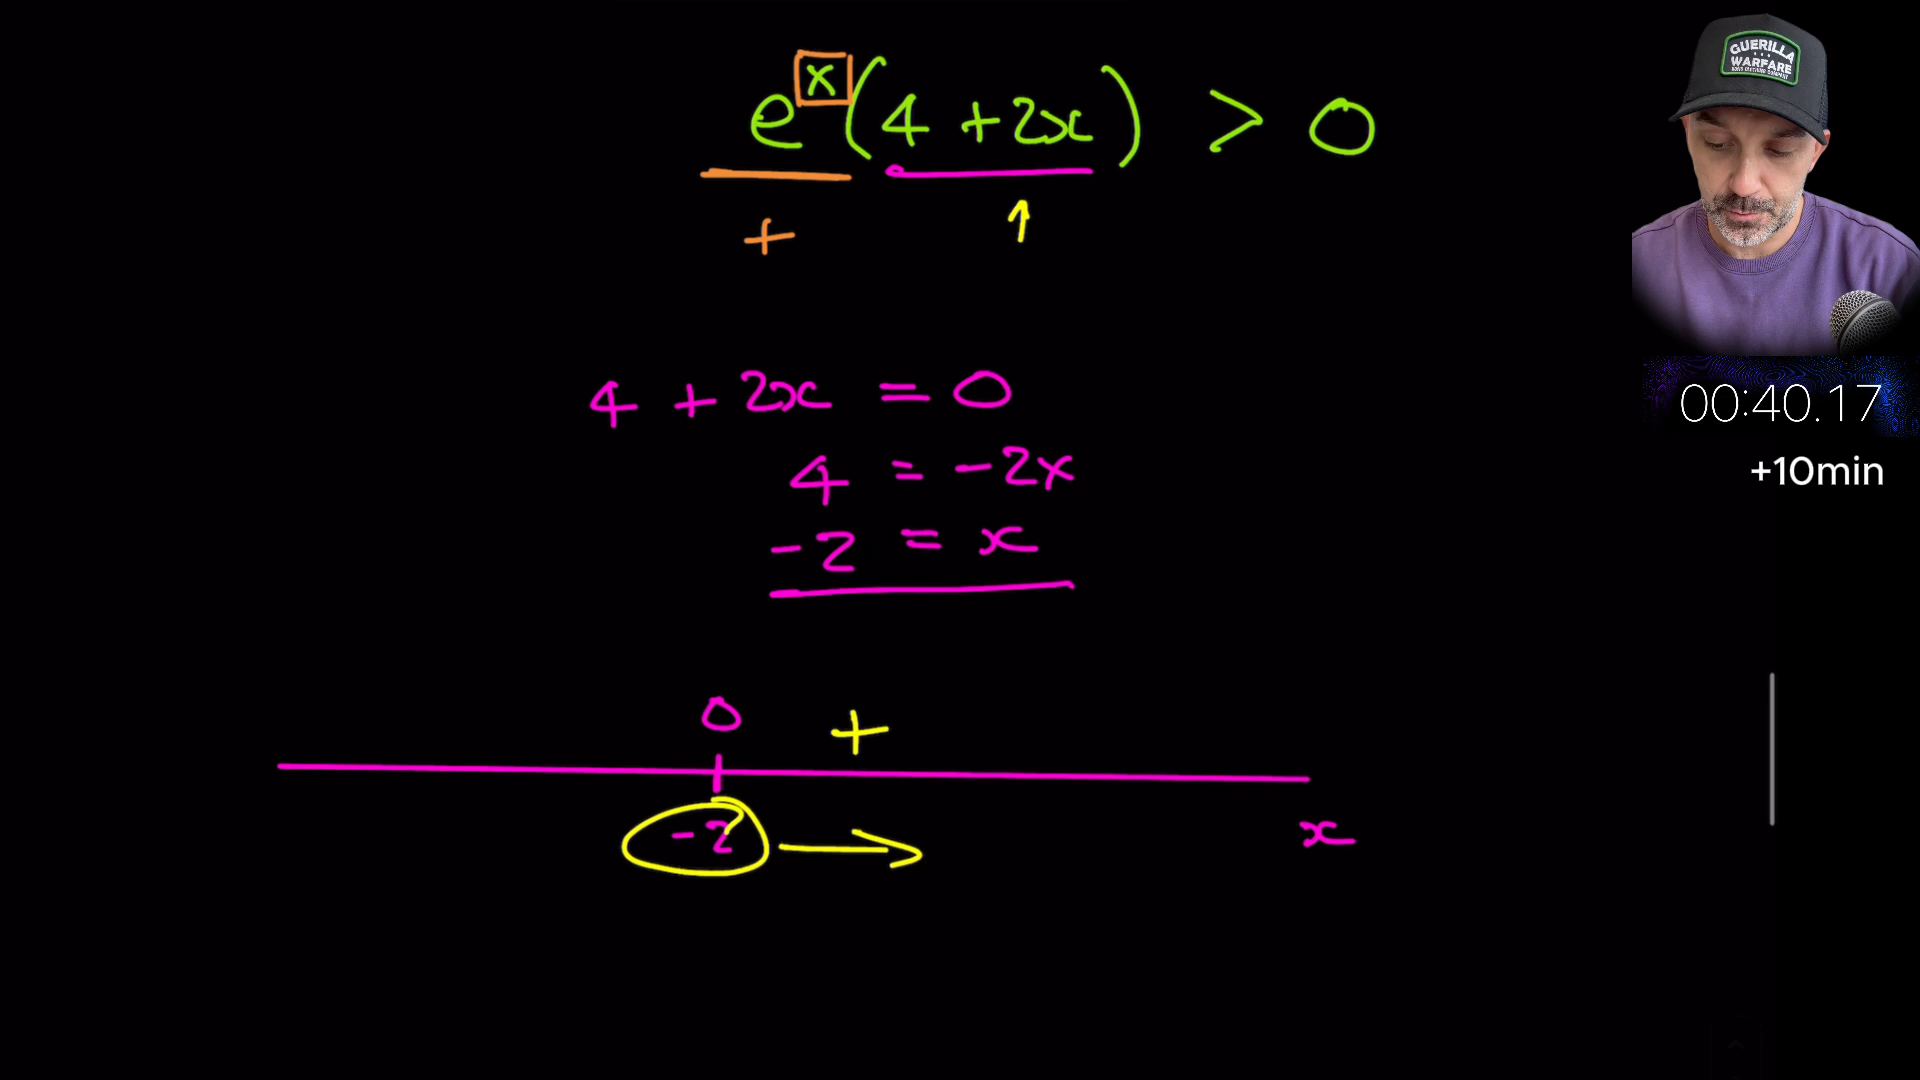 e^x(4 + 2x) > 0
+
4 + 2x = 0
4 = -2x
-2 = x
0 +
-2
x
GUERILLA
WARFARE
00:40.17
+10min